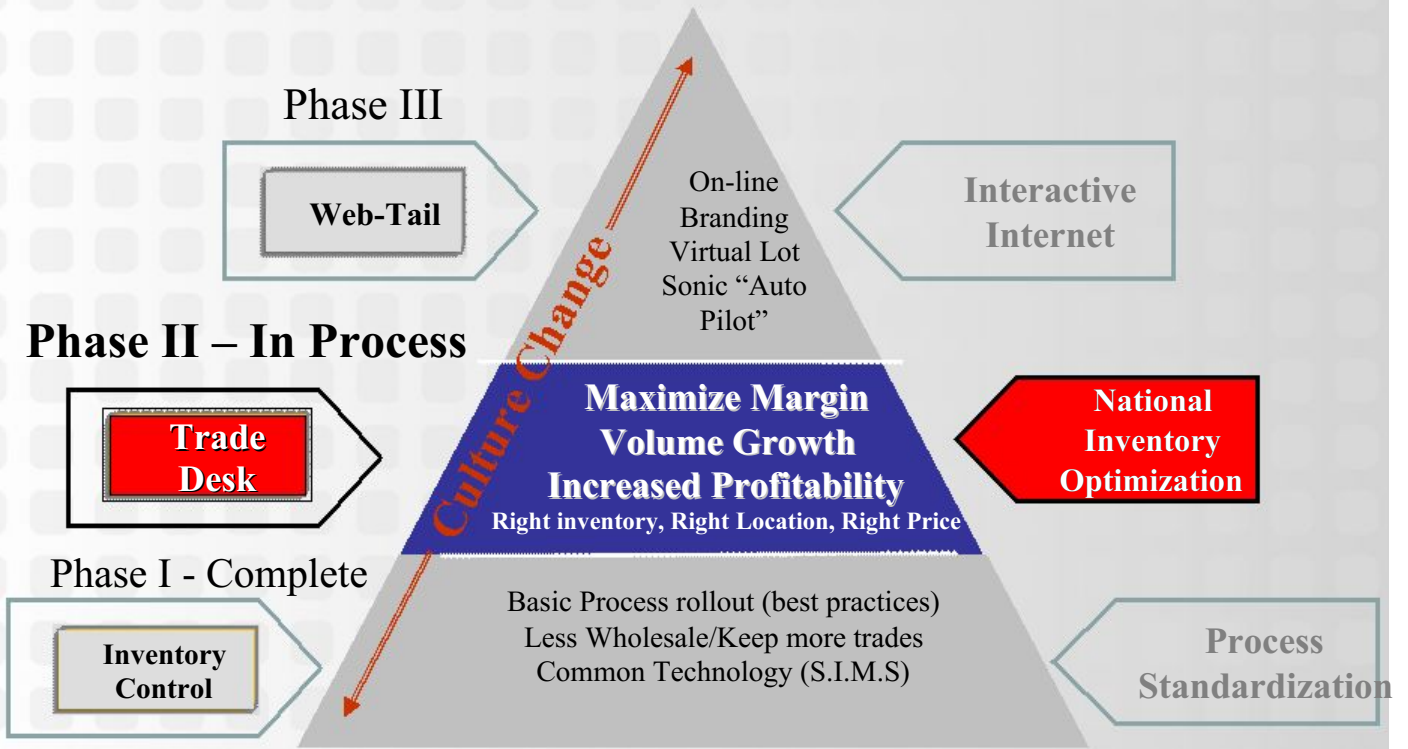 Phase III
Web-Tail
On-line
Branding
Virtual Lot
Sonic “Auto
Pilot”
Interactive
Internet
Culture Change
Phase II – In Process
Trade
Desk
Maximize Margin
Volume Growth
Increased Profitability
Right inventory, Right Location, Right Price
National
Inventory
Optimization
Phase I - Complete
Inventory
Control
Basic Process rollout (best practices)
Less Wholesale/Keep more trades
Common Technology (S.I.M.S)
Process
Standardization